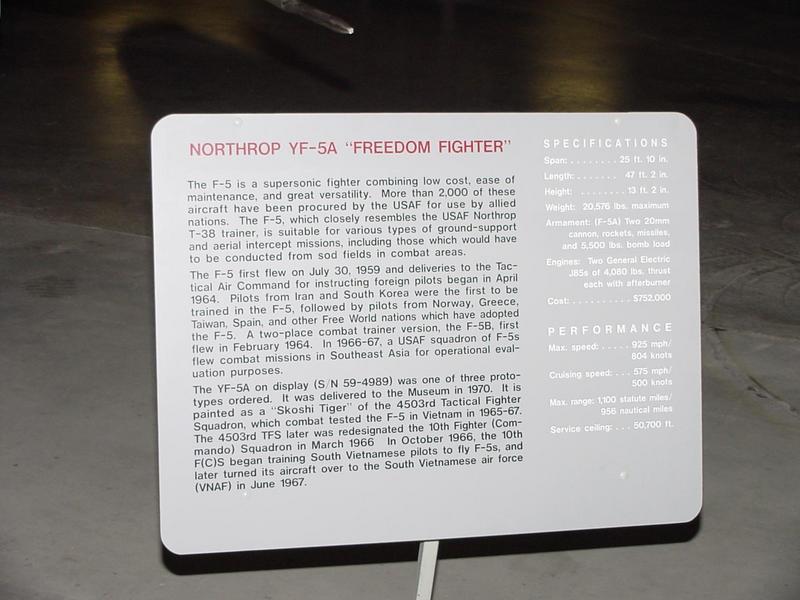 NORTHROP YF-5A "FREEDOM FIGHTER"
The F-5 is a supersonic fighter combining low cost, ease of
maintenance, and great versatility. More than 2,000 of these
aircraft have been procured by the USAF for use by allied
nations. The F-5, which closely resembles the USAF Northrop
T-38 trainer, is suitable for various types of ground-support
and aerial intercept missions, including those which would have
to be conducted from sod fields in combat areas.
The F-5 first flew on July 30, 1959 and deliveries to the Tac-
tical Air Command for instructing foreign pilots began in April
1964. Pilots from Iran and South Korea were the first to be
trained in the F-5, followed by pilots from Norway, Greece,
Taiwan, Spain, and other Free World nations which have adopted
the F-5. A two-place combat trainer version, the F-5B, first
flew in February 1964. In 1966-67, a USAF squadron of F-5s
flew combat missions in Southeast Asia for operational eval-
uation purposes.
The YF-5A on display (S/N 59-4989) was one of three proto-
types ordered. It was delivered to the Museum in 1970. It is
painted as a "Skoshi Tiger" of the 4503rd Tactical Fighter
Squadron, which combat tested the F-5 in Vietnam in 1965-67.
The 4503rd TFS later was redesignated the 10th Fighter (Com-
mando) Squadron in March 1966 In October 1966, the 10th
F(C)S began training South Vietnamese pilots to fly F-5s, and
later turned its aircraft over to the South Vietnamese air force
(VNAF) in June 1967.
SPECIFICATIONS
Span: . . . . . . . . 25 ft. 10 in.
Length: . . . . . . . 47 ft. 2 in.
Height: . . . . . . . 13 ft. 2 in.
Weight: 20,576 lbs. maximum
Armament: (F-5A) Two 20mm
cannon, rockets, missiles,
and 5,500 lbs. bomb load
Engines: Two General Electric
J85s of 4,080 lbs. thrust
each with afterburner
Cost: . . . . . . . . . . $752,000
PERFORMANCE
Max. speed: . . . . . 925 mph/
804 knots
Cruising speed: . . . 575 mph/
500 knots
Max. range: 1,100 statute miles/
956 nautical miles
Service ceiling: . . . 50,700 ft.